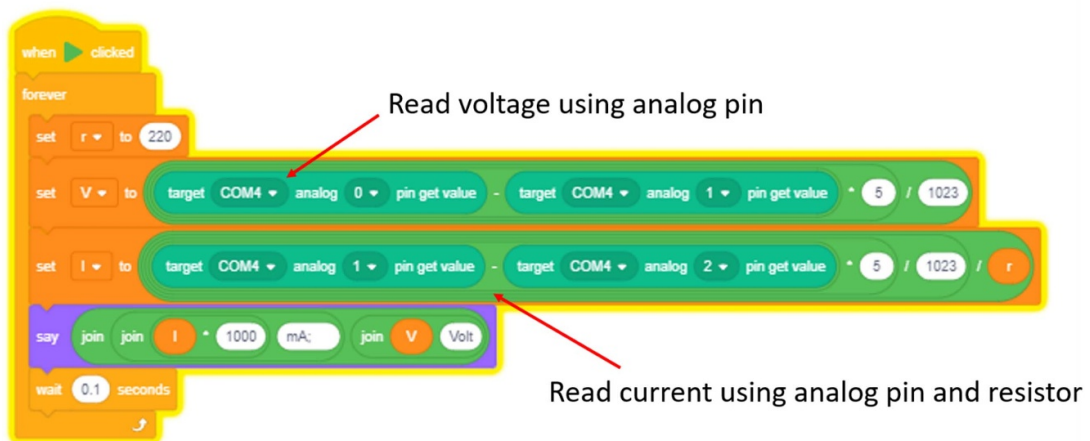 when clicked
forever
Read voltage using analog pin
set r to 220
set V to target COM4 analog 0 pin get value - target COM4 analog 1 pin get value * 5 / 1023
set I to target COM4 analog 1 pin get value - target COM4 analog 2 pin get value * 5 / 1023 / r
say join join I * 1000 mA; join V Volt
wait 0.1 seconds
Read current using analog pin and resistor